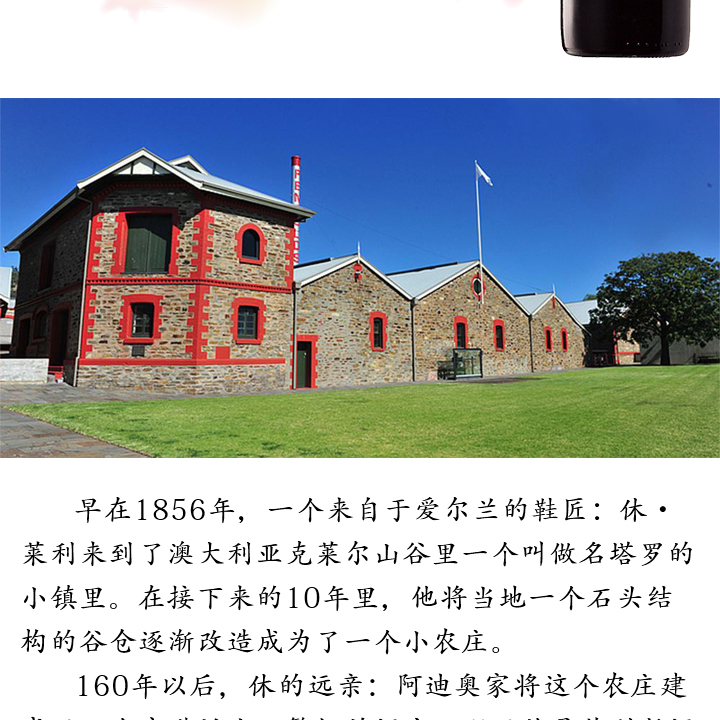 PEN
早在1856年，一个来自于爱尔兰的鞋匠：休·
莱利来到了澳大利亚克莱尔山谷里一个叫做名塔罗的
小镇里。在接下来的10年里，他将当地一个石头结
构的谷仓逐渐改造成为了一个小农庄。
160年以后，休的远亲：阿迪奥家将这个农庄建